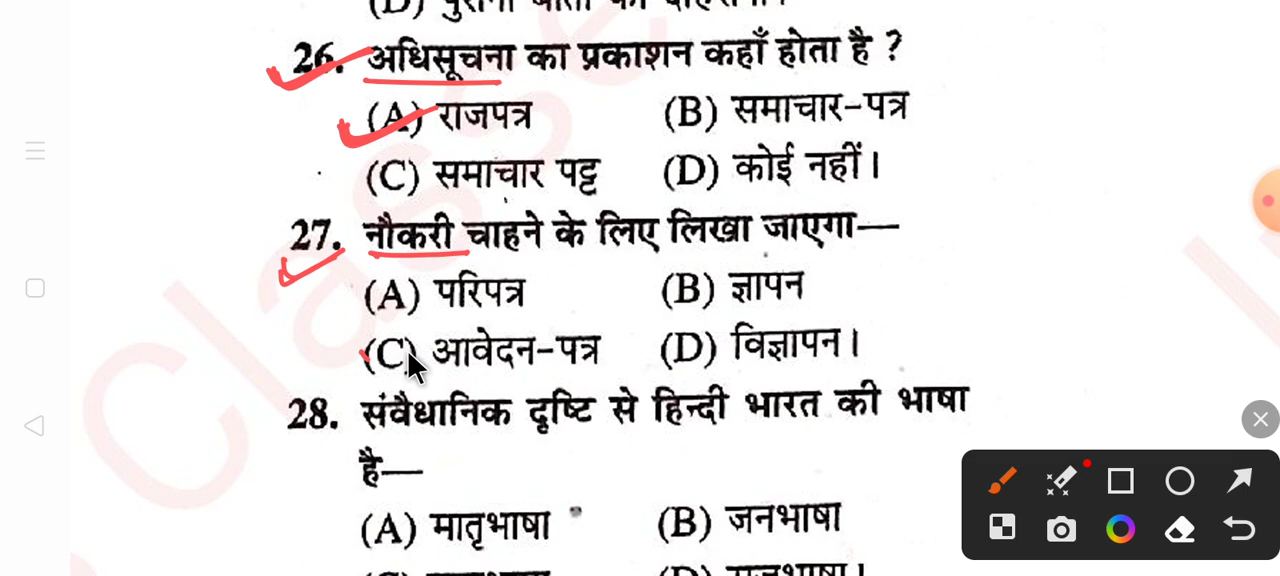 26. अधिसूचना का प्रकाशन कहाँ होता है ?
(A) राजपत्र (B) समाचार-पत्र
(C) समाचार पट्ट (D) कोई नहीं।
27. नौकरी चाहने के लिए लिखा जाएगा—
(A) परिपत्र (B) ज्ञापन
(C) आवेदन-पत्र (D) विज्ञापन।
28. संवैधानिक दृष्टि से हिन्दी भारत की भाषा
है—
(A) मातृभाषा (B) जनभाषा